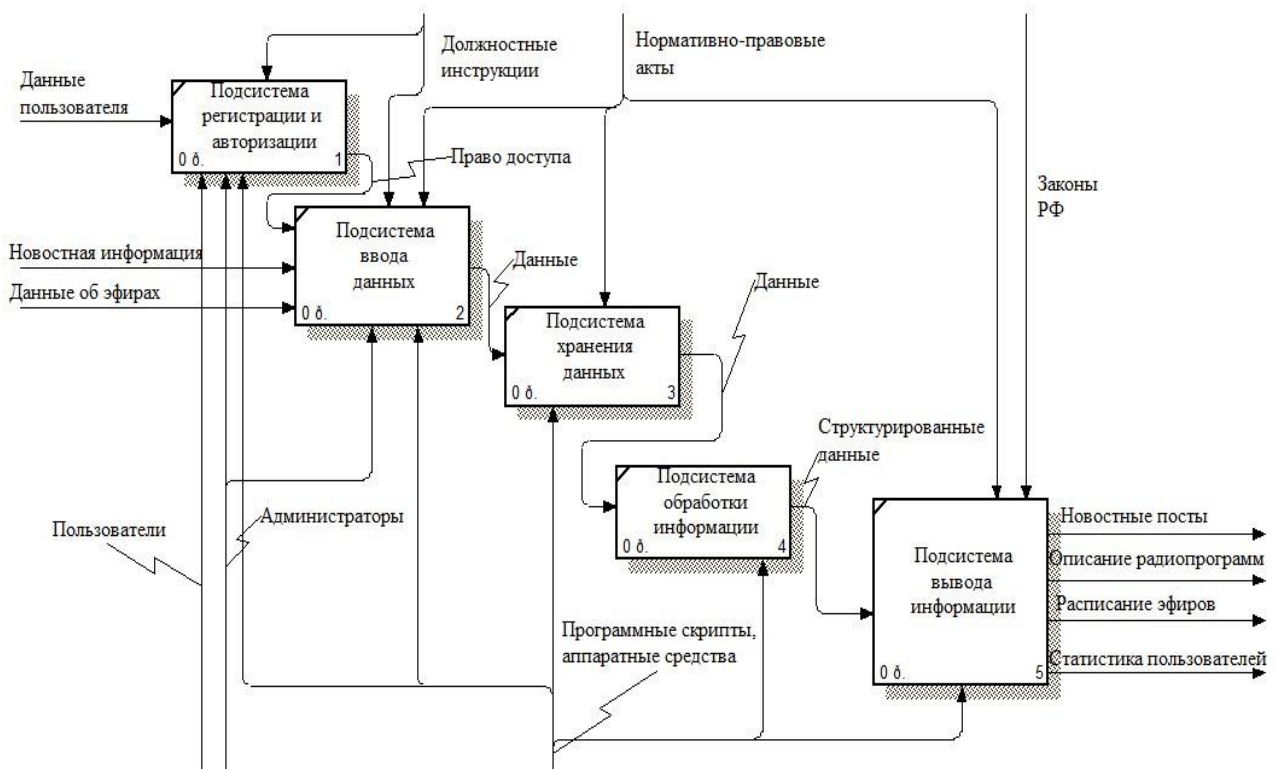 Должностные
инструкции
Нормативно-правовые
акты
Данные
пользователя
Подсистема
регистрации и
авторизации
0 ð.
1
Право доступа
Законы
РФ
Новостная информация
Данные об эфирах
Подсистема
ввода
данных
0 ð.
2
Данные
Данные
Подсистема
хранения
данных
0 ð.
3
Структурированные
данные
Подсистема
обработки
информации
0 ð.
4
Пользователи
Администраторы
Подсистема
вывода
информации
0 ð.
5
Новостные посты
Описание радиопрограмм
Расписание эфиров
Статистика пользователей
Программные скрипты,
аппаратные средства